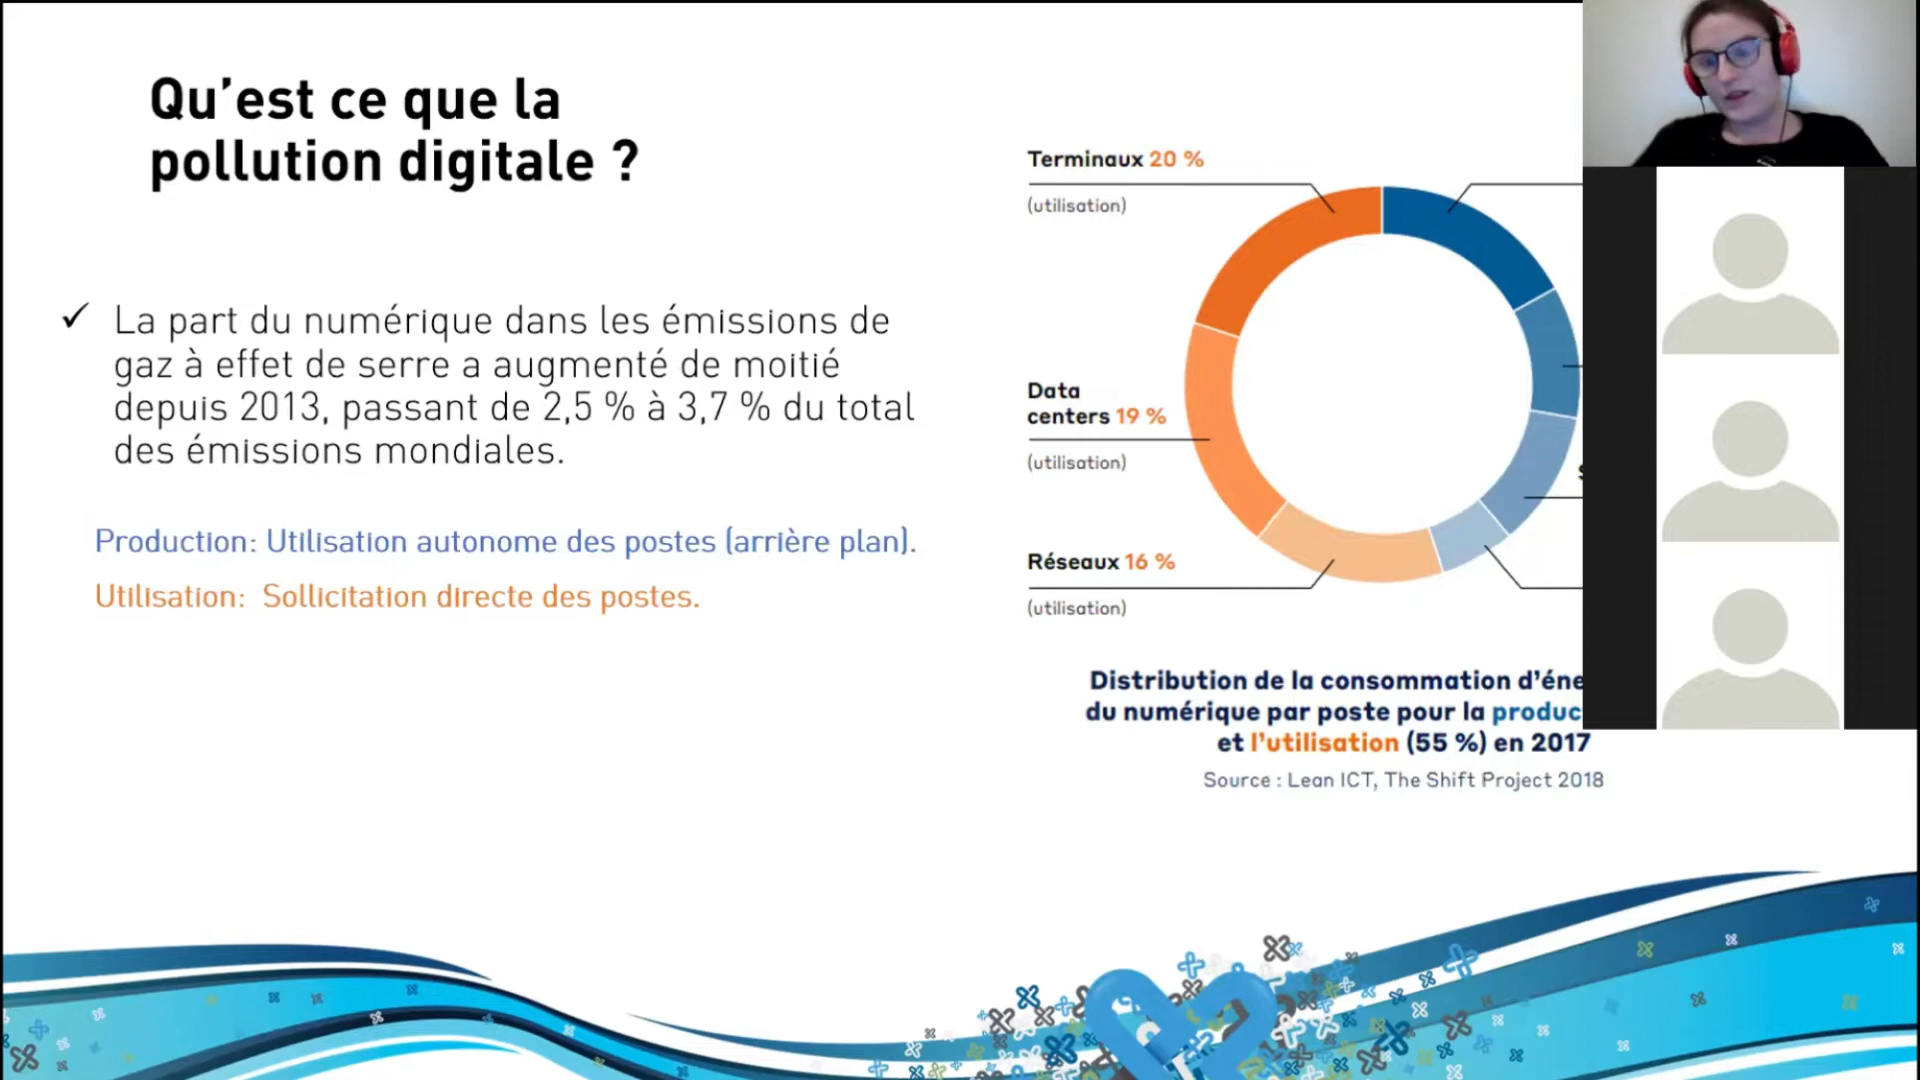 Qu’est ce que la
pollution digitale ?
✓ La part du numérique dans les émissions de
gaz à effet de serre a augmenté de moitié
depuis 2013, passant de 2,5 % à 3,7 % du total
des émissions mondiales.
Production: Utilisation autonome des postes (arrière plan).
Utilisation: Sollicitation directe des postes.
Terminaux 20 %
(utilisation)
Data
centers 19 %
(utilisation)
Réseaux 16 %
(utilisation)
Distribution de la consommation d’éne
du numérique par poste pour la produc
et l’utilisation (55 %) en 2017
Source : Lean ICT, The Shift Project 2018